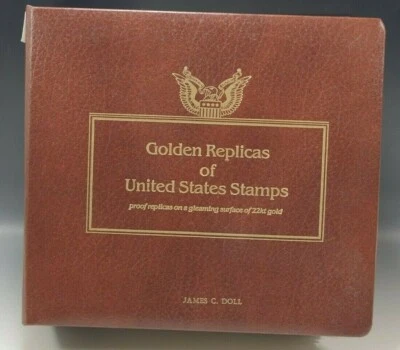 Golden Replicas
of
United States Stamps
proof replicas on a gleaming surface of 22kt gold
JAMES C. DOLL